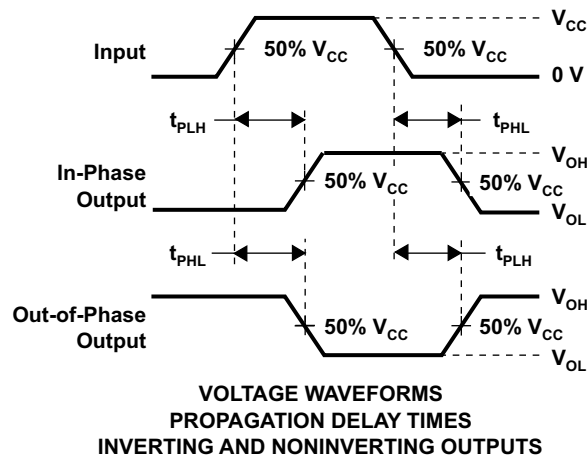 V_CC
Input
50% V_CC
50% V_CC
0 V
t_PLH
t_PHL
V_OH
In-Phase
Output
50% V_CC
50% V_CC
V_OL
t_PHL
t_PLH
V_OH
Out-of-Phase
Output
50% V_CC
50% V_CC
V_OL
VOLTAGE WAVEFORMS
PROPAGATION DELAY TIMES
INVERTING AND NONINVERTING OUTPUTS